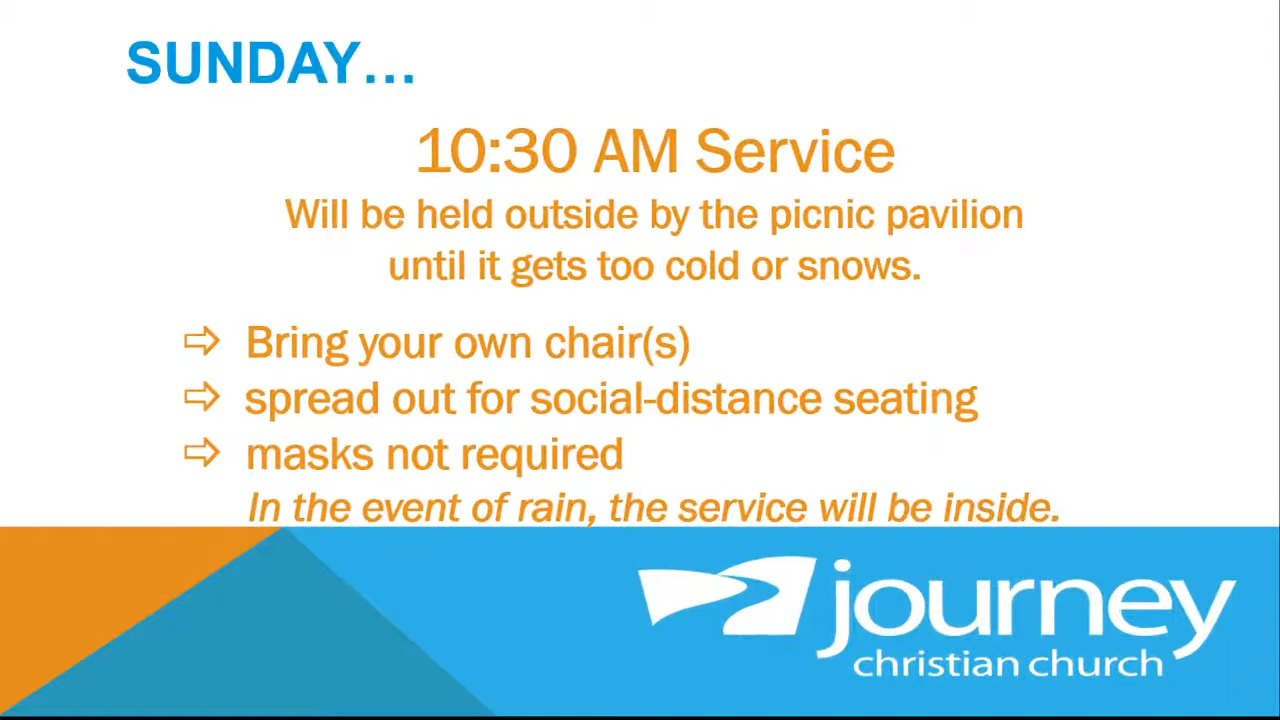 SUNDAY...
10:30 AM Service
Will be held outside by the picnic pavilion
until it gets too cold or snows.
⇨ Bring your own chair(s)
⇨ spread out for social-distance seating
⇨ masks not required
In the event of rain, the service will be inside.
journey
christian church